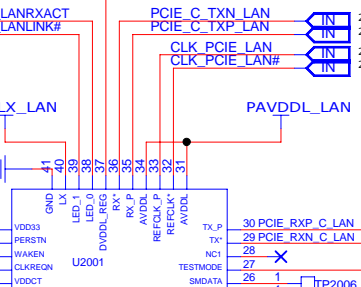 LANRXACT
PCIE_C_TXN_LAN
IN
LANLINK#
PCIE_C_TXP_LAN
IN
CLK_PCIE_LAN
IN
CLK_PCIE_LAN#
IN
LX_LAN
PAVDDL_LAN
41 40 39 38 37 36 35 34 33 32 31
GND LX LED_1 LED_0 DVDDL_REG RX* RX_P AVDDL REFCLK_P REFCLK* AVDDL
VDD33
TX_P 30 PCIE_RXP_C_LAN
PERSTN
TX* 29 PCIE_RXN_C_LAN
WAKEN
NC1 28
U2001
CLKREQN
TESTMODE 27
VDDCT
SMDATA 26 1
TP2006